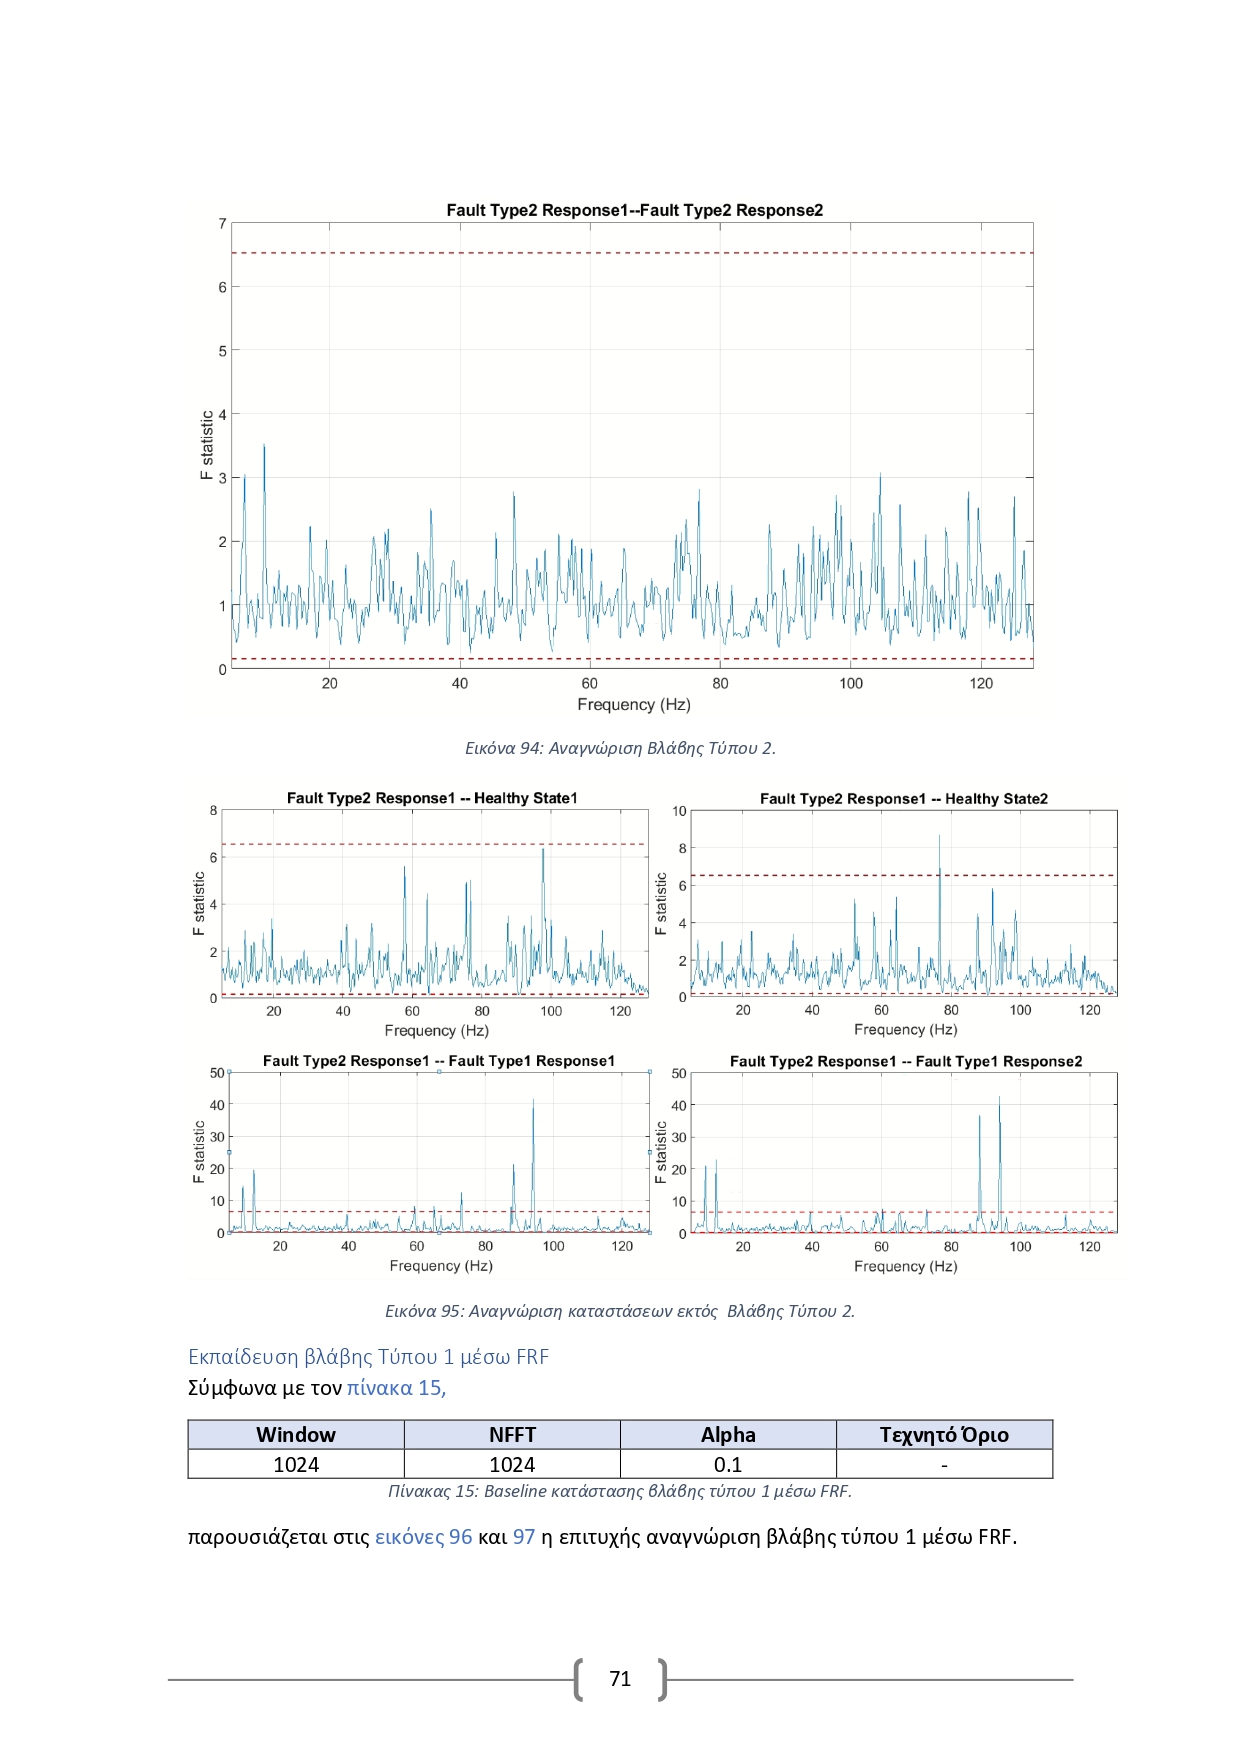 Fault Type2 Response1--Fault Type2 Response2
7
6
5
4
3
2
1
0
F statistic
20 40 60 80 100 120
Frequency (Hz)
Εικόνα 94: Αναγνώριση Βλάβης Τύπου 2.
Fault Type2 Response1 -- Healthy State1
8
6
4
2
0
F statistic
20 40 60 80 100 120
Frequency (Hz)
Fault Type2 Response1 -- Healthy State2
10
8
6
4
2
0
F statistic
20 40 60 80 100 120
Frequency (Hz)
Fault Type2 Response1 -- Fault Type1 Response1
50
40
30
20
10
0
F statistic
20 40 60 80 100 120
Frequency (Hz)
Fault Type2 Response1 -- Fault Type1 Response2
50
40
30
20
10
0
F statistic
20 40 60 80 100 120
Frequency (Hz)
Εικόνα 95: Αναγνώριση καταστάσεων εκτός Βλάβης Τύπου 2.
Εκπαίδευση βλάβης Τύπου 1 μέσω FRF
Σύμφωνα με τον πίνακα 15,
Window NFFT Alpha Τεχνητό Όριο
1024 1024 0.1 -
Πίνακας 15: Baseline κατάστασης βλάβης τύπου 1 μέσω FRF.
παρουσιάζεται στις εικόνες 96 και 97 η επιτυχής αναγνώριση βλάβης τύπου 1 μέσω FRF.
71